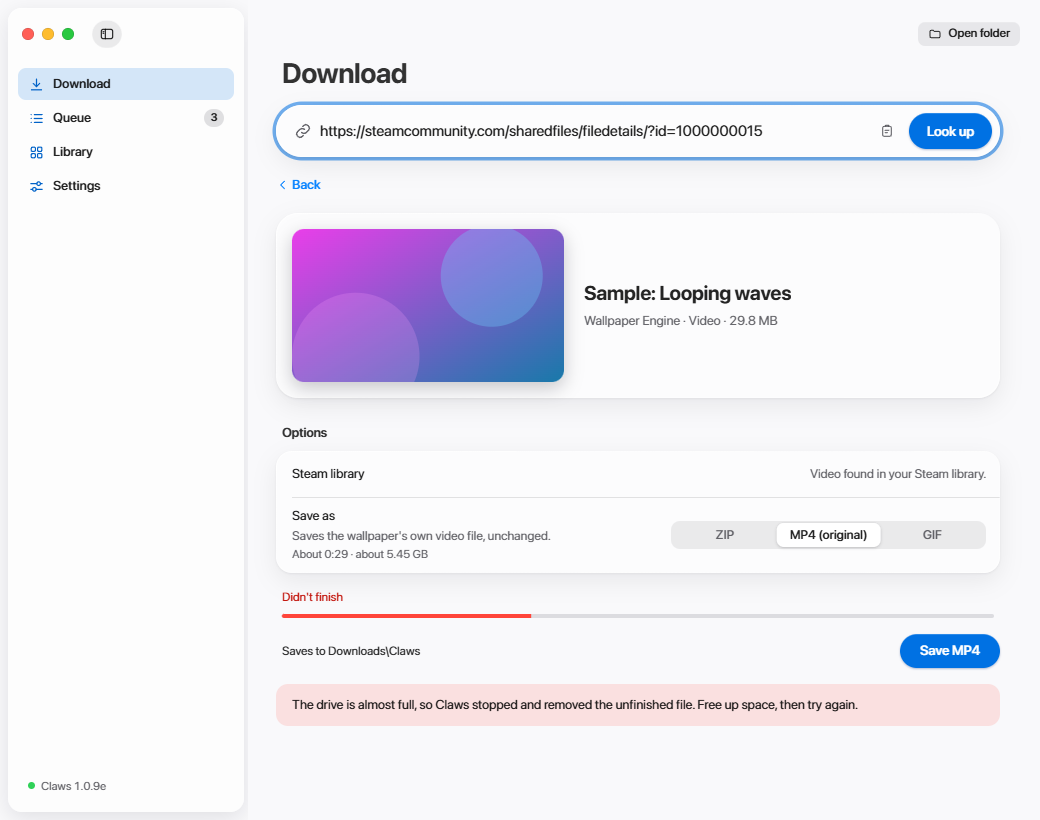 Open folder
Download
Queue
3
Library
Settings
Download
https://steamcommunity.com/sharedfiles/filedetails/?id=1000000015
Look up
Back
Sample: Looping waves
Wallpaper Engine · Video · 29.8 MB
Options
Steam library
Video found in your Steam library.
Save as
Saves the wallpaper's own video file, unchanged.
About 0:29 · about 5.45 GB
ZIP
MP4 (original)
GIF
Didn't finish
Saves to Downloads\Claws
Save MP4
The drive is almost full, so Claws stopped and removed the unfinished file. Free up space, then try again.
Claws 1.0.9e